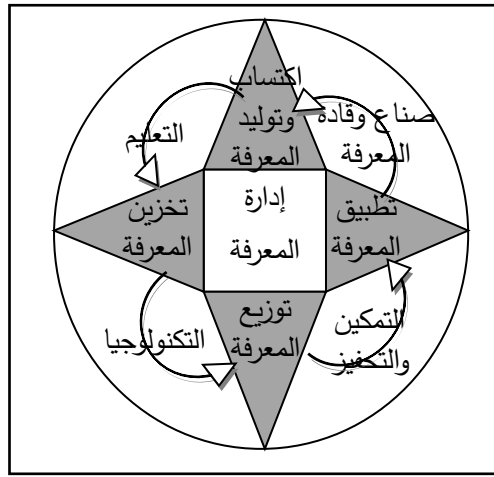 اكتساب
وتوليد
المعرفة
صناع وقادة
المعرفة
التعليم
تخزين
المعرفة
إدارة
المعرفة
تطبيق
المعرفة
توزيع
المعرفة
التكنولوجيا
التمكين
والتحفيز